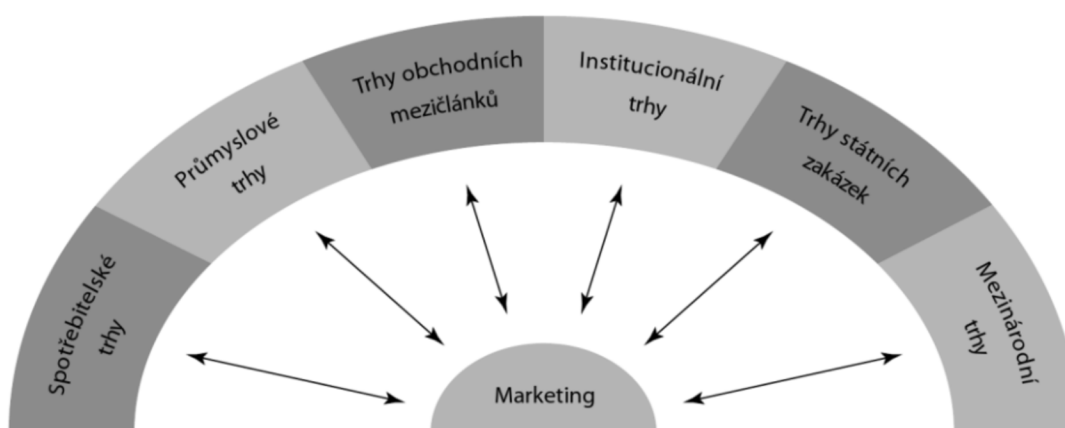 Spotřebitelské
trhy
Průmyslové
trhy
Trhy obchodních
mezičlánků
Institucionální
trhy
Trhy státních
zakázek
Mezinárodní
trhy
Marketing